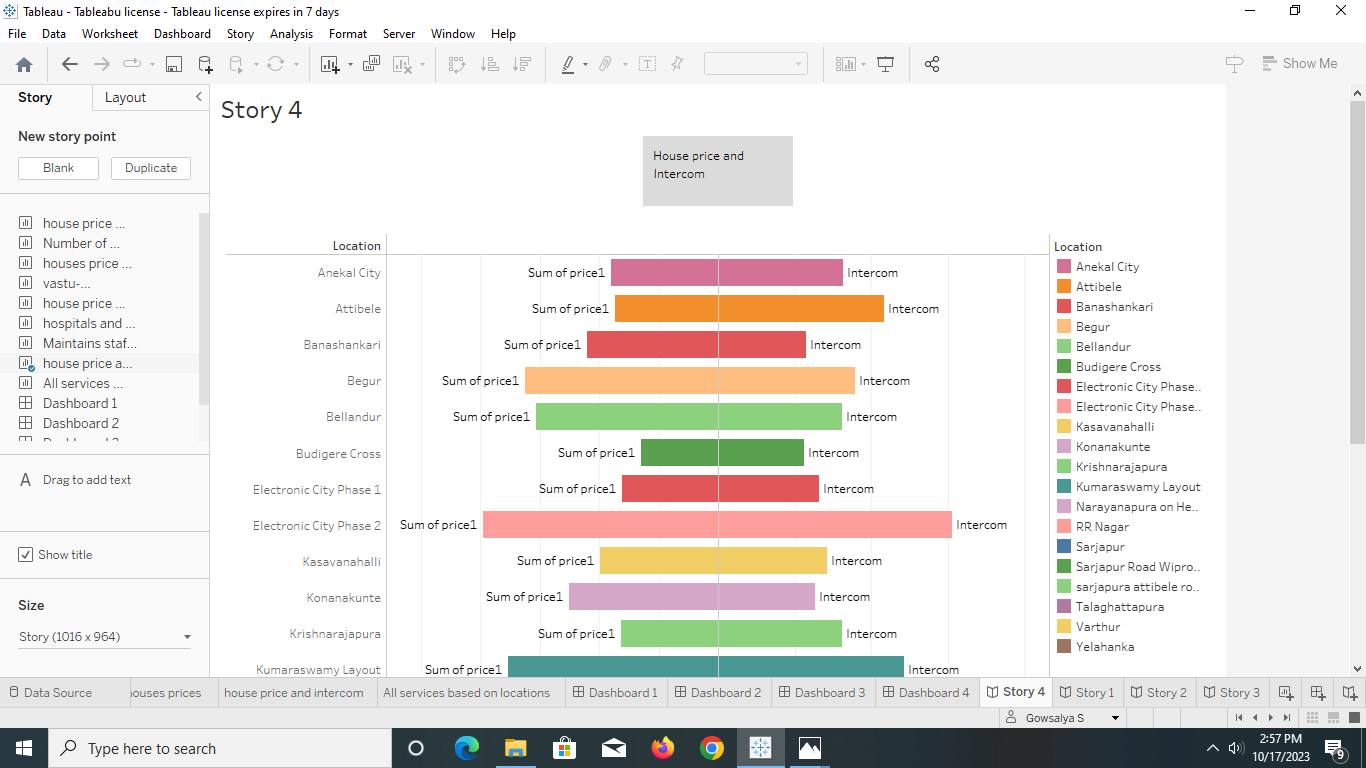 Tableau - Tableabu license - Tableau license expires in 7 days
File Data Worksheet Dashboard Story Analysis Format Server Window Help
Show Me
Story Layout
New story point
Blank Duplicate
house price ...
Number of ...
houses price ...
vastu-...
house price ...
hospitals and ...
Maintains staf...
house price a...
All services ...
Dashboard 1
Dashboard 2
A Drag to add text
Show title
Size
Story (1016 x 964)
Story 4
House price and
Intercom
Location
Anekal City Sum of price1 Intercom
Attibele Sum of price1 Intercom
Banashankari Sum of price1 Intercom
Begur Sum of price1 Intercom
Bellandur Sum of price1 Intercom
Budigere Cross Sum of price1 Intercom
Electronic City Phase 1 Sum of price1 Intercom
Electronic City Phase 2 Sum of price1 Intercom
Kasavanahalli Sum of price1 Intercom
Konanakunte Sum of price1 Intercom
Krishnarajapura Sum of price1 Intercom
Kumaraswamy Layout Sum of price1 Intercom
Location
Anekal City
Attibele
Banashankari
Begur
Bellandur
Budigere Cross
Electronic City Phase..
Electronic City Phase..
Kasavanahalli
Konanakunte
Krishnarajapura
Kumaraswamy Layout
Narayanapura on He..
RR Nagar
Sarjapur
Sarjapur Road Wipro..
sarjapura attibele ro..
Talaghattapura
Varthur
Yelahanka
Data Source ouses prices house price and intercom All services based on locations Dashboard 1 Dashboard 2 Dashboard 3 Dashboard 4 Story 4 Story 1 Story 2 Story 3
Gowsalya S
Type here to search
2:57 PM
10/17/2023
9